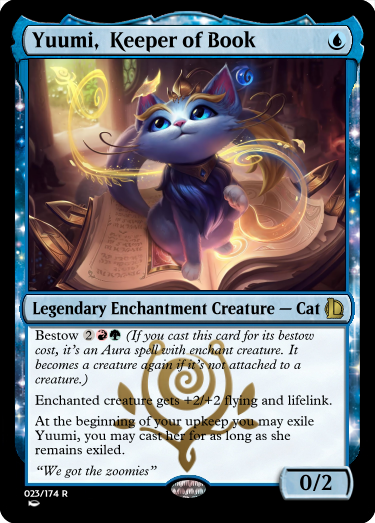 Yuumi, Keeper of Book
Legendary Enchantment Creature — Cat
Bestow 2 (If you cast this card for its bestow
cost, it's an Aura spell with enchant creature. It
becomes a creature again if it's not attached to a
creature.)
Enchanted creature gets +2/+2 flying and lifelink.
At the beginning of your upkeep you may exile
Yuumi, you may cast her for as long as she
remains exiled.
“We got the zoomies”
0/2
023/174 R